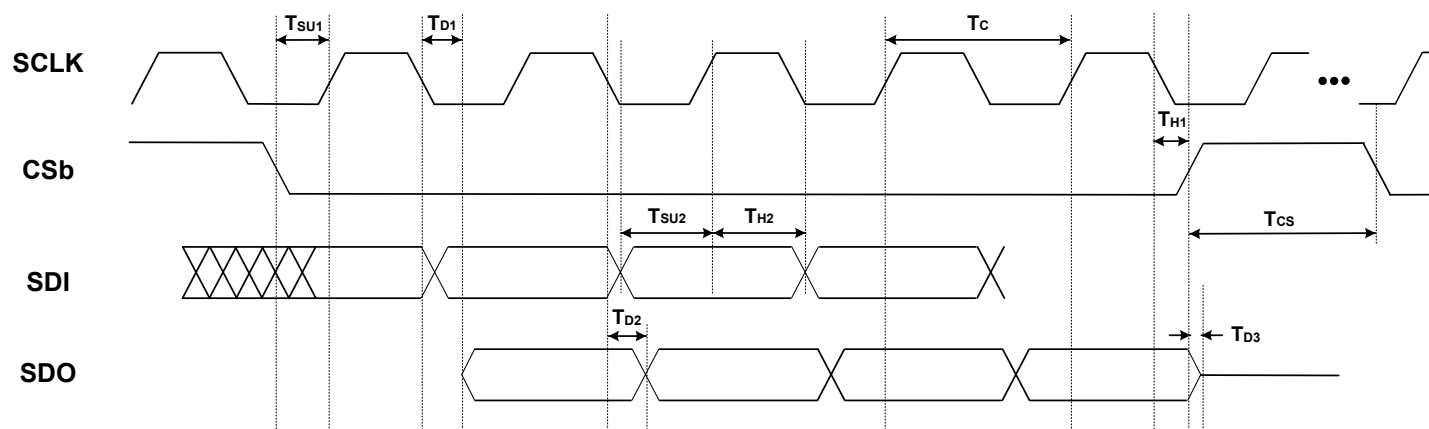 TSU1 TD1 TC
SCLK
•••
TH1
CSb
TSU2 TH2 TCS
SDI
TD2 TD3
SDO